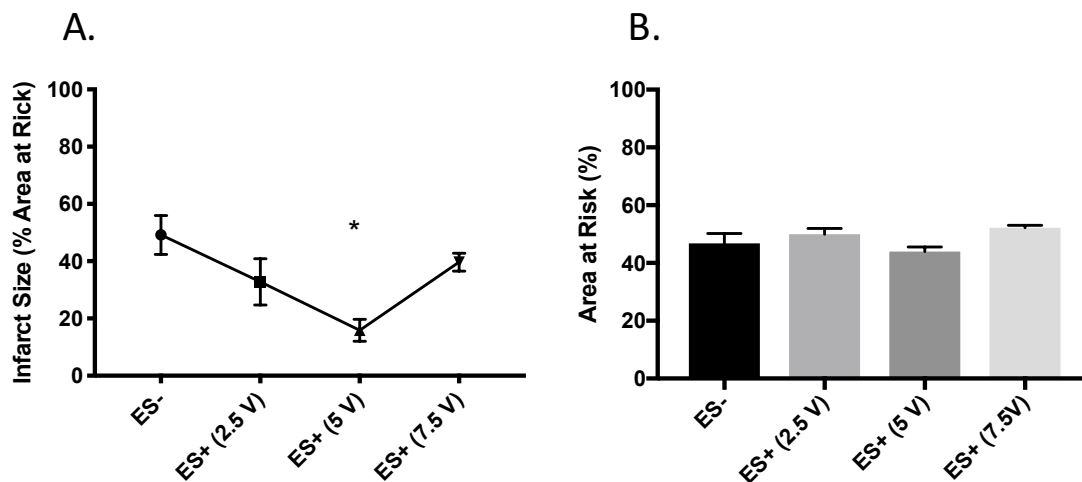 A.
Infarct Size (% Area at Rick)
100
80
60
40
20
0
*
ES-
ES+ (2.5 V)
ES+ (5 V)
ES+ (7.5 V)
B.
Area at Risk (%)
100
80
60
40
20
0
ES-
ES+ (2.5 V)
ES+ (5 V)
ES+ (7.5V)